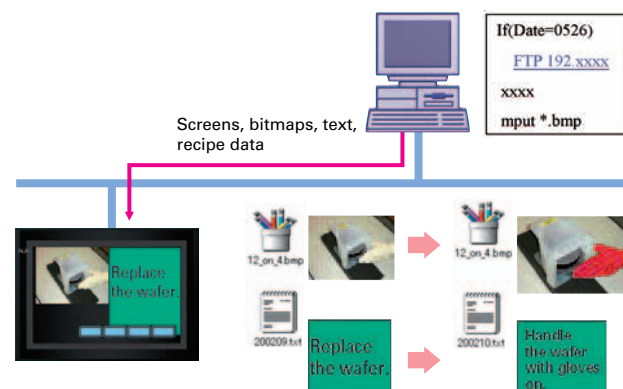 If(Date=0526)
FTP 192.xxxx
xxxx
mput *.bmp
Screens, bitmaps, text,
recipe data
Replace
the wafer.
12_on_4.bmp
12_on_4.bmp
200209.txt
200210.txt
Replace
the wafer.
Handle
the wafer
with gloves
on.